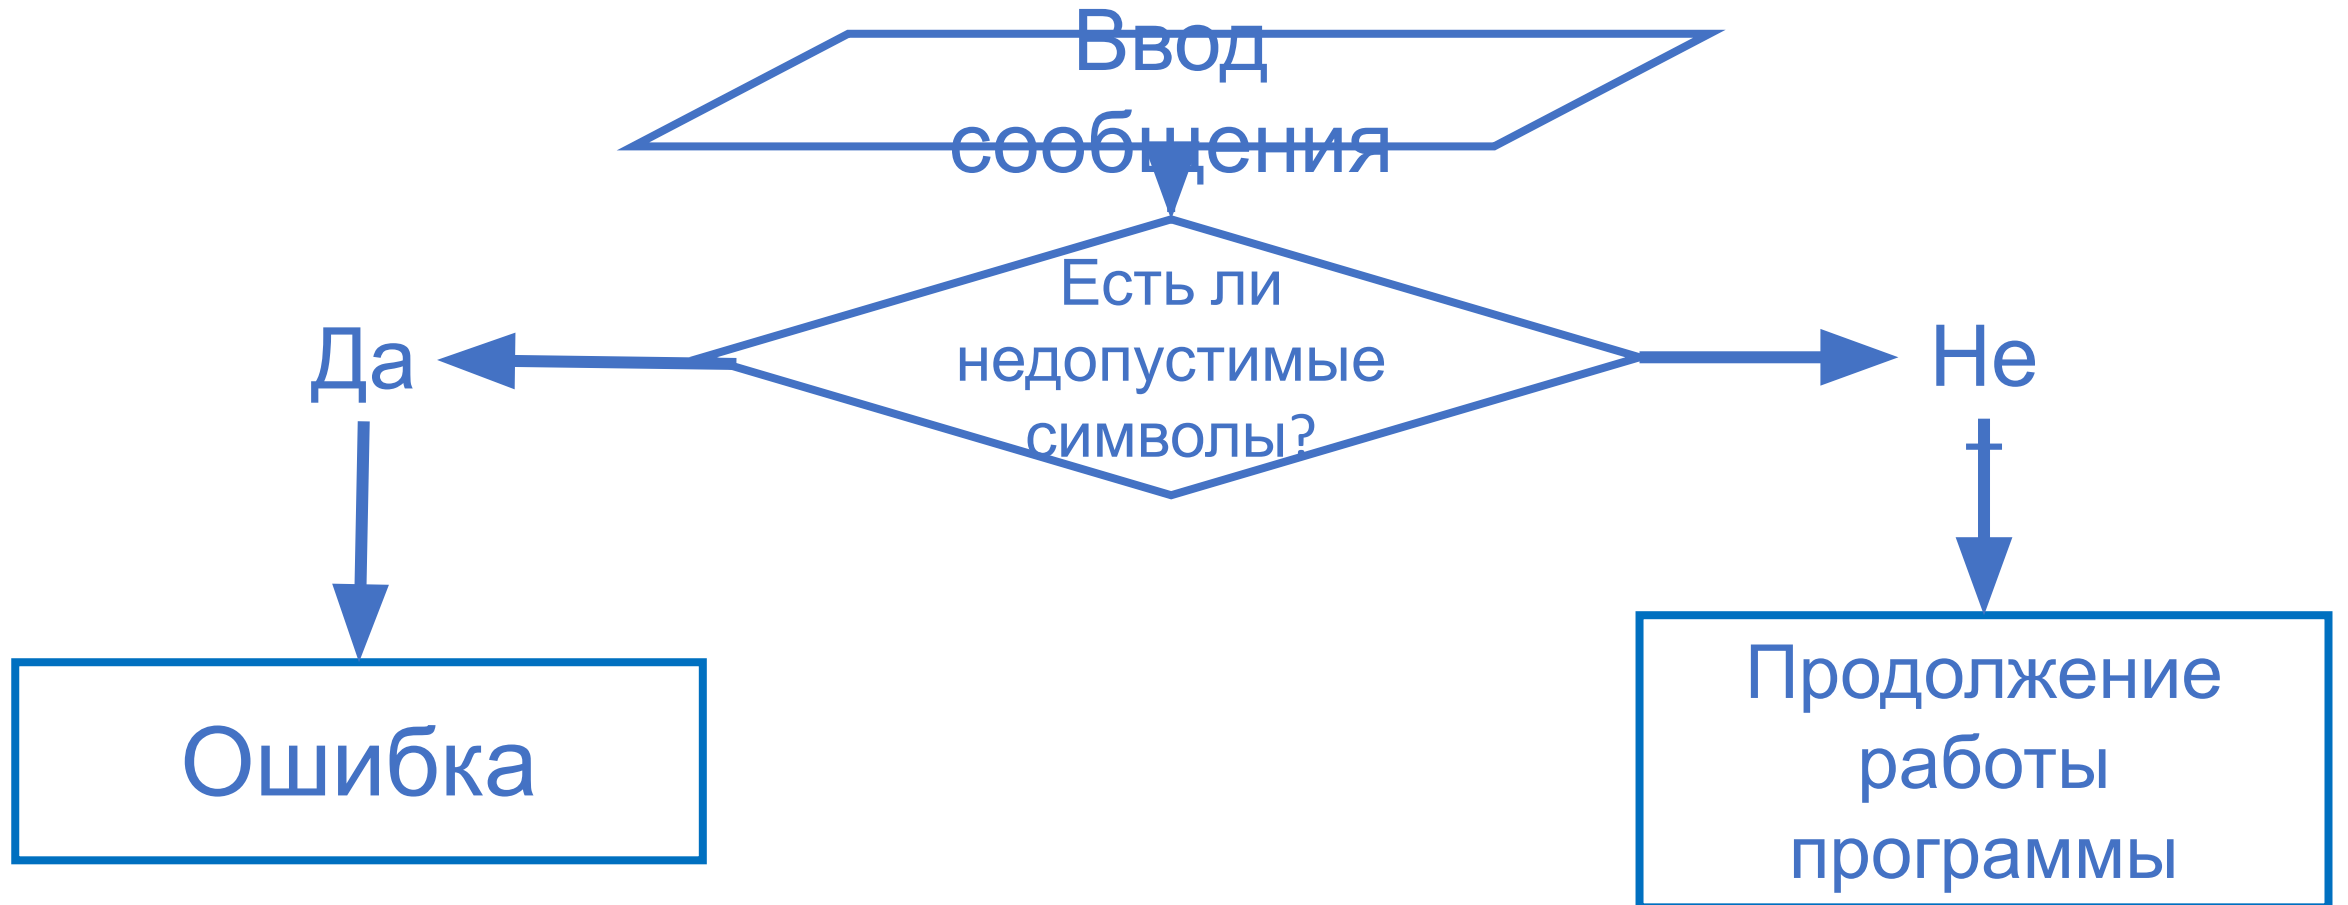 Ввод
сообщения
Есть ли
недопустимые
символы?
Да
Не
т
Ошибка
Продолжение
работы
программы